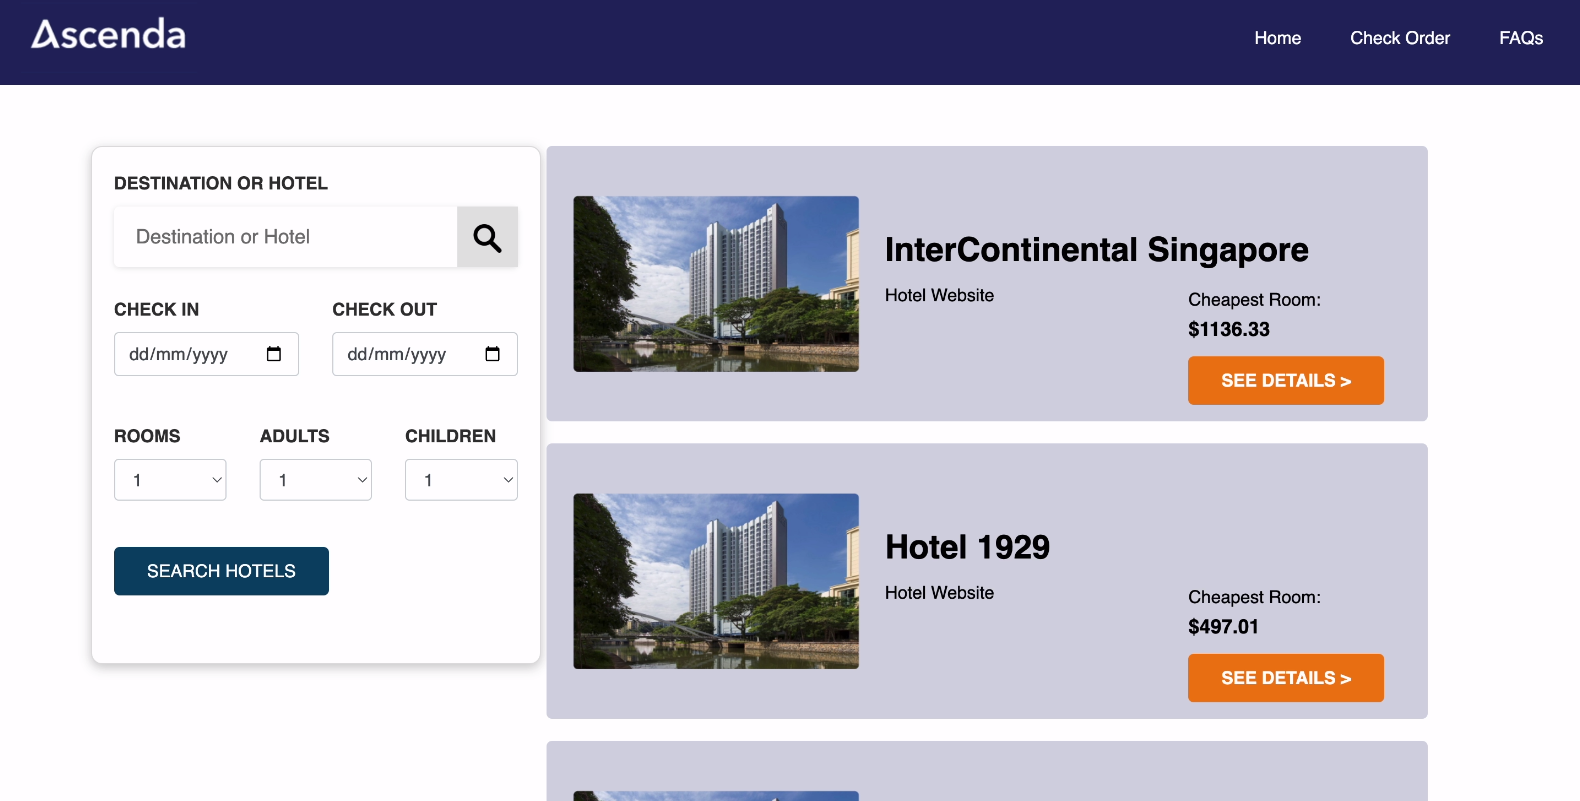 Ascenda
Home
Check Order
FAQs
DESTINATION OR HOTEL
Destination or Hotel
CHECK IN
CHECK OUT
dd/mm/yyyy
dd/mm/yyyy
ROOMS
ADULTS
CHILDREN
1
1
1
SEARCH HOTELS
InterContinental Singapore
Hotel Website
Cheapest Room:
$1136.33
SEE DETAILS >
Hotel 1929
Hotel Website
Cheapest Room:
$497.01
SEE DETAILS >